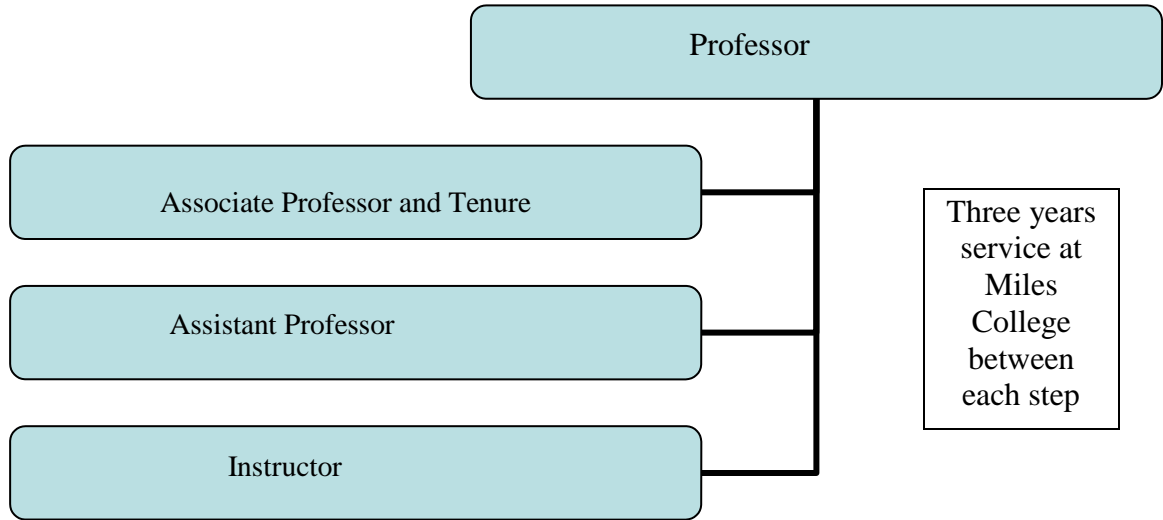 Professor
Associate Professor and Tenure
Assistant Professor
Instructor
Three years
service at
Miles
College
between
each step